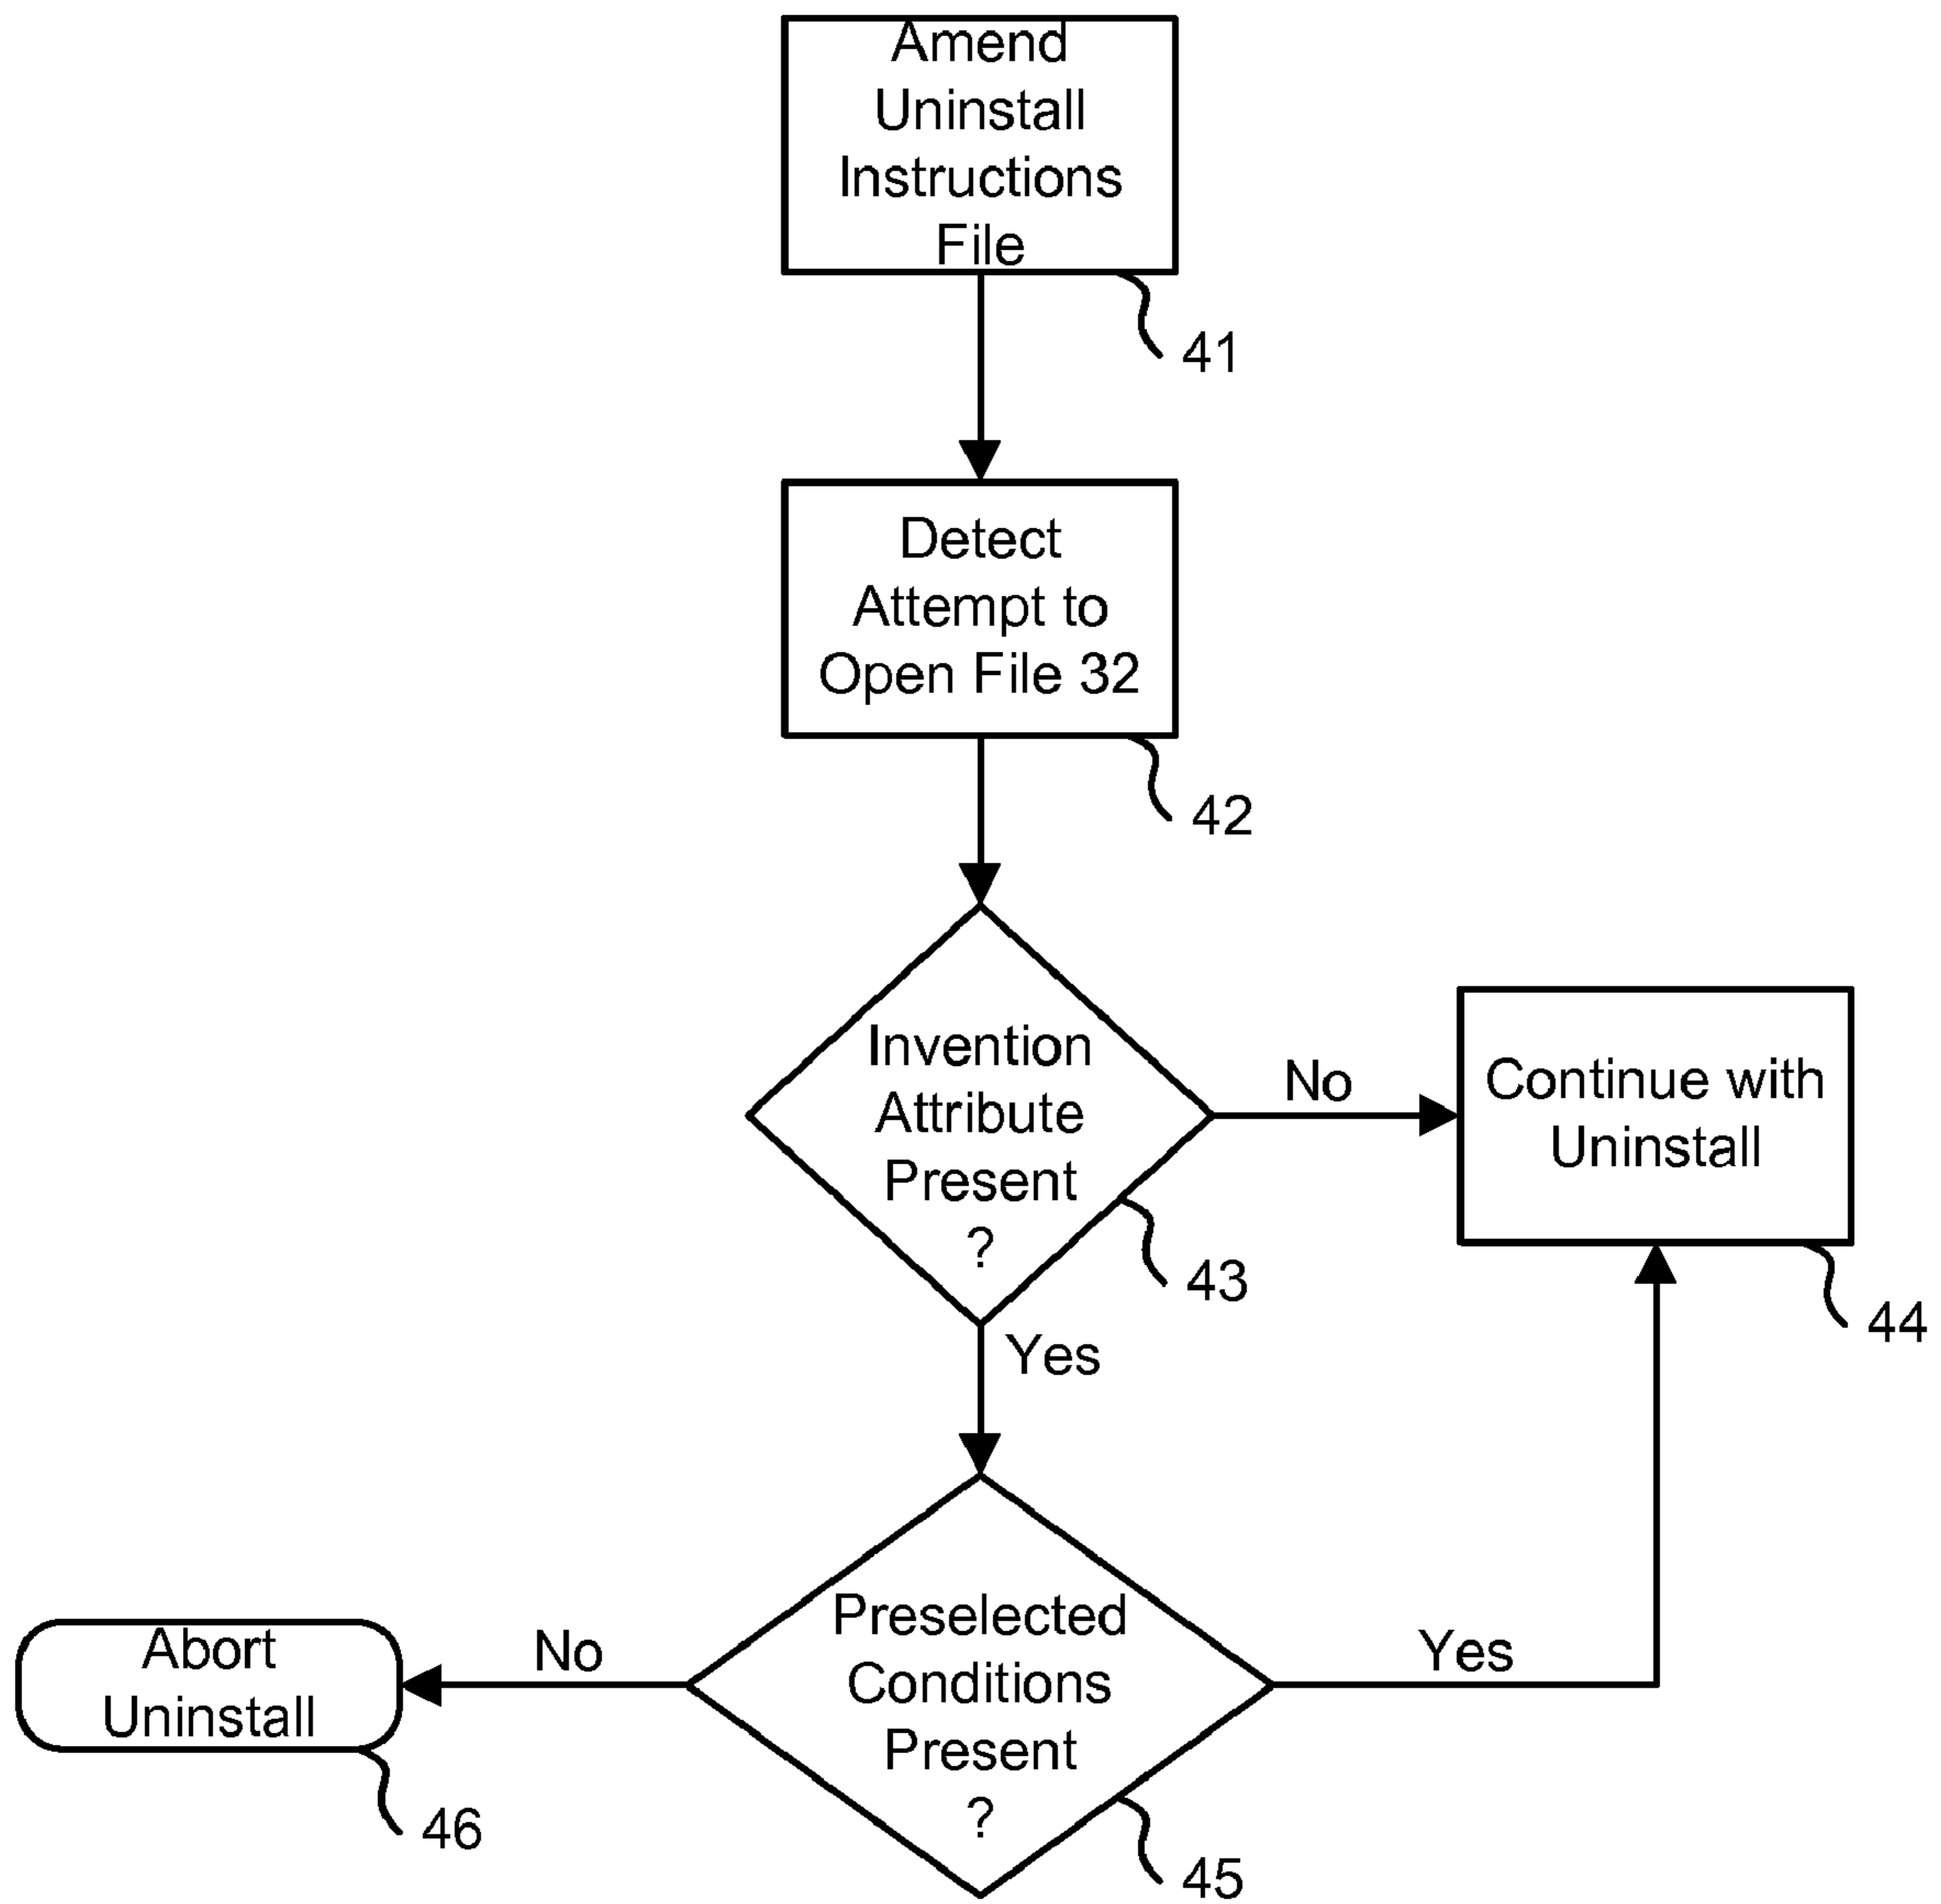 Amend
Uninstall
Instructions
File
41
Detect
Attempt to
Open File 32
42
Invention
Attribute
Present
?
43
No
Continue with
Uninstall
44
Yes
Preselected
Conditions
Present
?
45
Yes
No
Abort
Uninstall
46